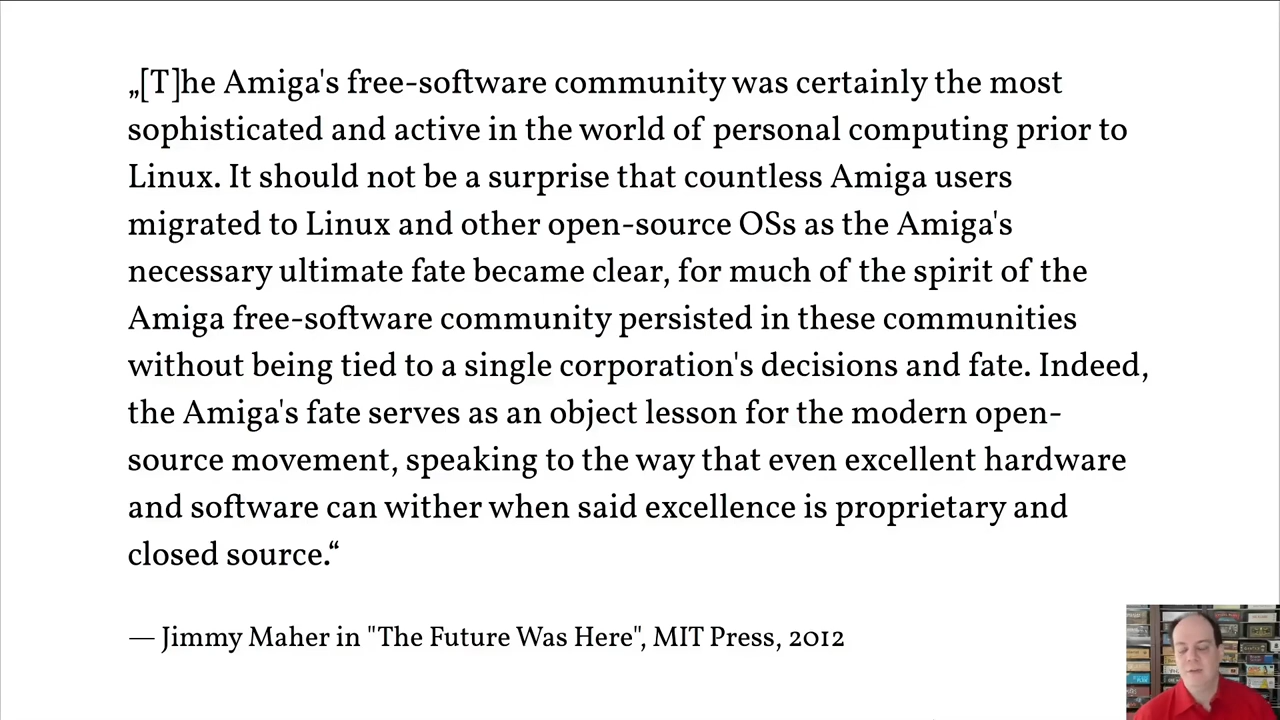 „[T]he Amiga's free-software community was certainly the most
sophisticated and active in the world of personal computing prior to
Linux. It should not be a surprise that countless Amiga users
migrated to Linux and other open-source OSs as the Amiga's
necessary ultimate fate became clear, for much of the spirit of the
Amiga free-software community persisted in these communities
without being tied to a single corporation's decisions and fate. Indeed,
the Amiga's fate serves as an object lesson for the modern open-
source movement, speaking to the way that even excellent hardware
and software can wither when said excellence is proprietary and
closed source.“
— Jimmy Maher in "The Future Was Here", MIT Press, 2012